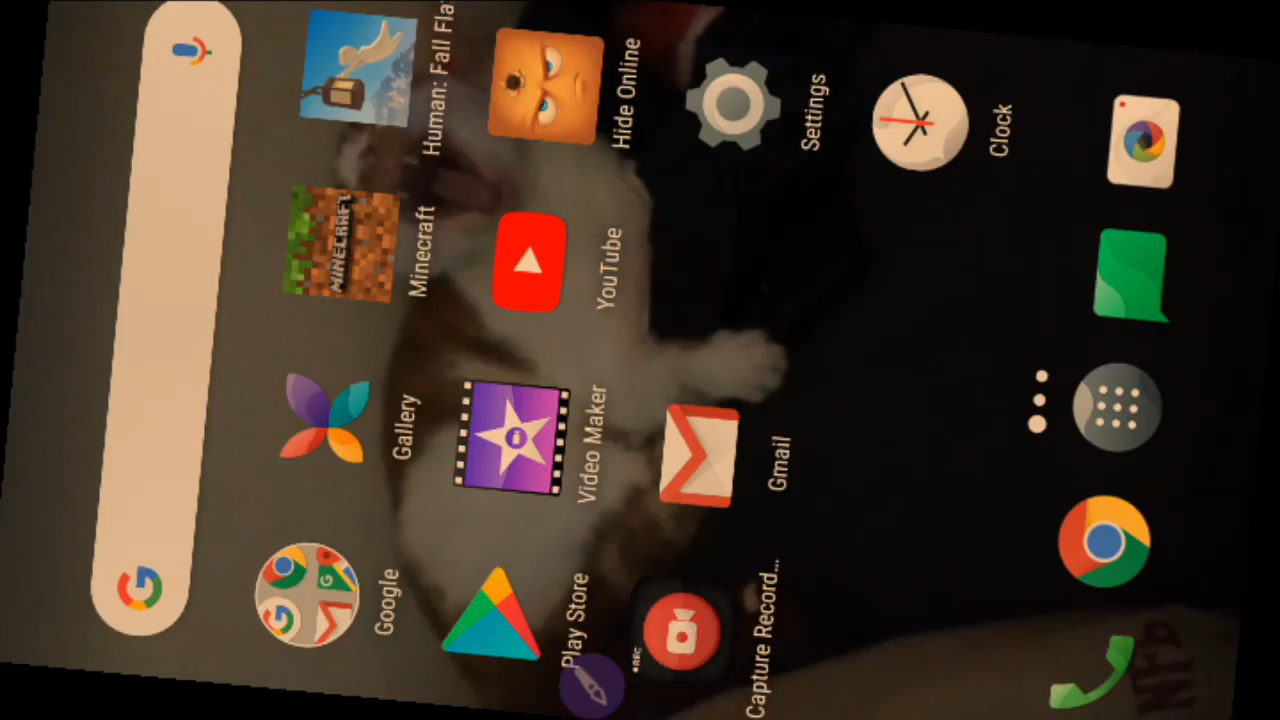 Google
Gallery
Minecraft
MINECRAFT
Human: Fall Fla
Play Store
Video Maker
YouTube
Hide Online
●REC
Capture Record...
Gmail
Settings
Clock